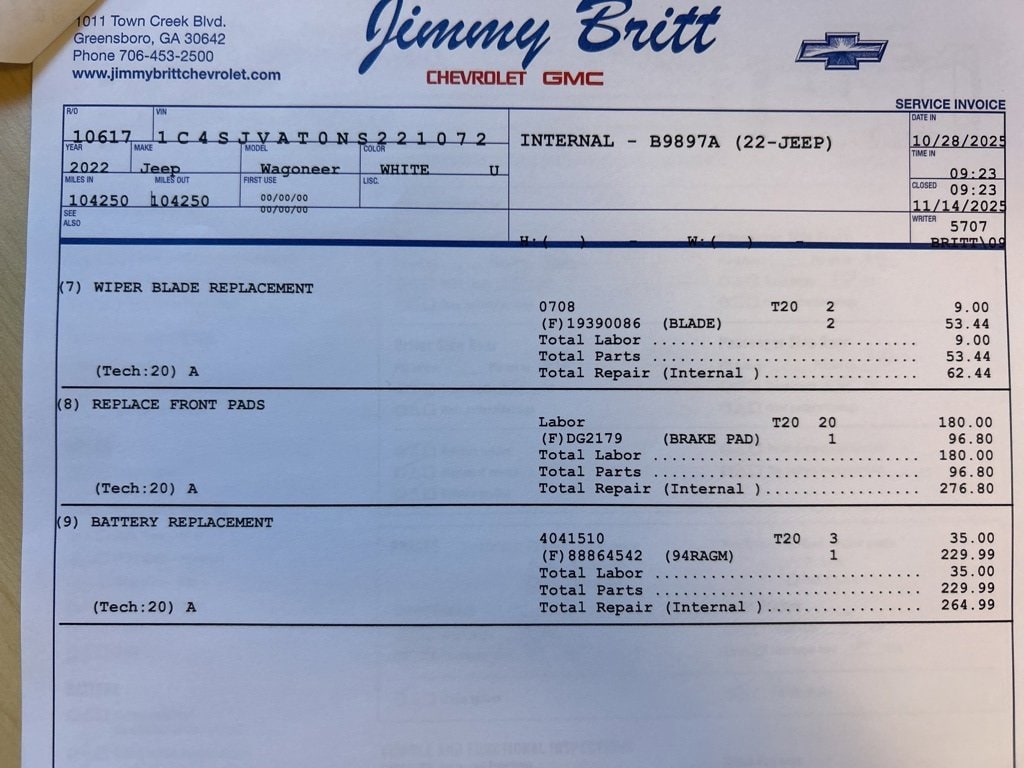 1011 Town Creek Blvd.
Greensboro, GA 30642
Phone 706-453-2500
www.jimmybrittchevrolet.com
Jimmy Britt
CHEVROLET GMC
SERVICE INVOICE
R/O VIN DATE IN
10617 1C4SJVAT0NS221072 INTERNAL - B9897A (22-JEEP) 10/28/2025
YEAR MAKE MODEL COLOR TIME IN
2022 Jeep Wagoneer WHITE U 09:23
MILES IN MILES OUT FIRST USE LISC. CLOSED
09:23
104250 104250 00/00/00 11/14/2025
00/00/00
SEE ALSO WRITER
5707
H:( ) - W:( ) - BRITT\09
(7) WIPER BLADE REPLACEMENT
0708 T20 2 9.00
(F)19390086 (BLADE) 2 53.44
Total Labor ................................ 9.00
Total Parts ................................ 53.44
(Tech:20) A Total Repair (Internal )................... 62.44
(8) REPLACE FRONT PADS
Labor T20 20 180.00
(F)DG2179 (BRAKE PAD) 1 96.80
Total Labor ................................ 180.00
Total Parts ................................ 96.80
(Tech:20) A Total Repair (Internal )................... 276.80
(9) BATTERY REPLACEMENT
4041510 T20 3 35.00
(F)88864542 (94RAGM) 1 229.99
Total Labor ................................ 35.00
Total Parts ................................ 229.99
(Tech:20) A Total Repair (Internal )................... 264.99